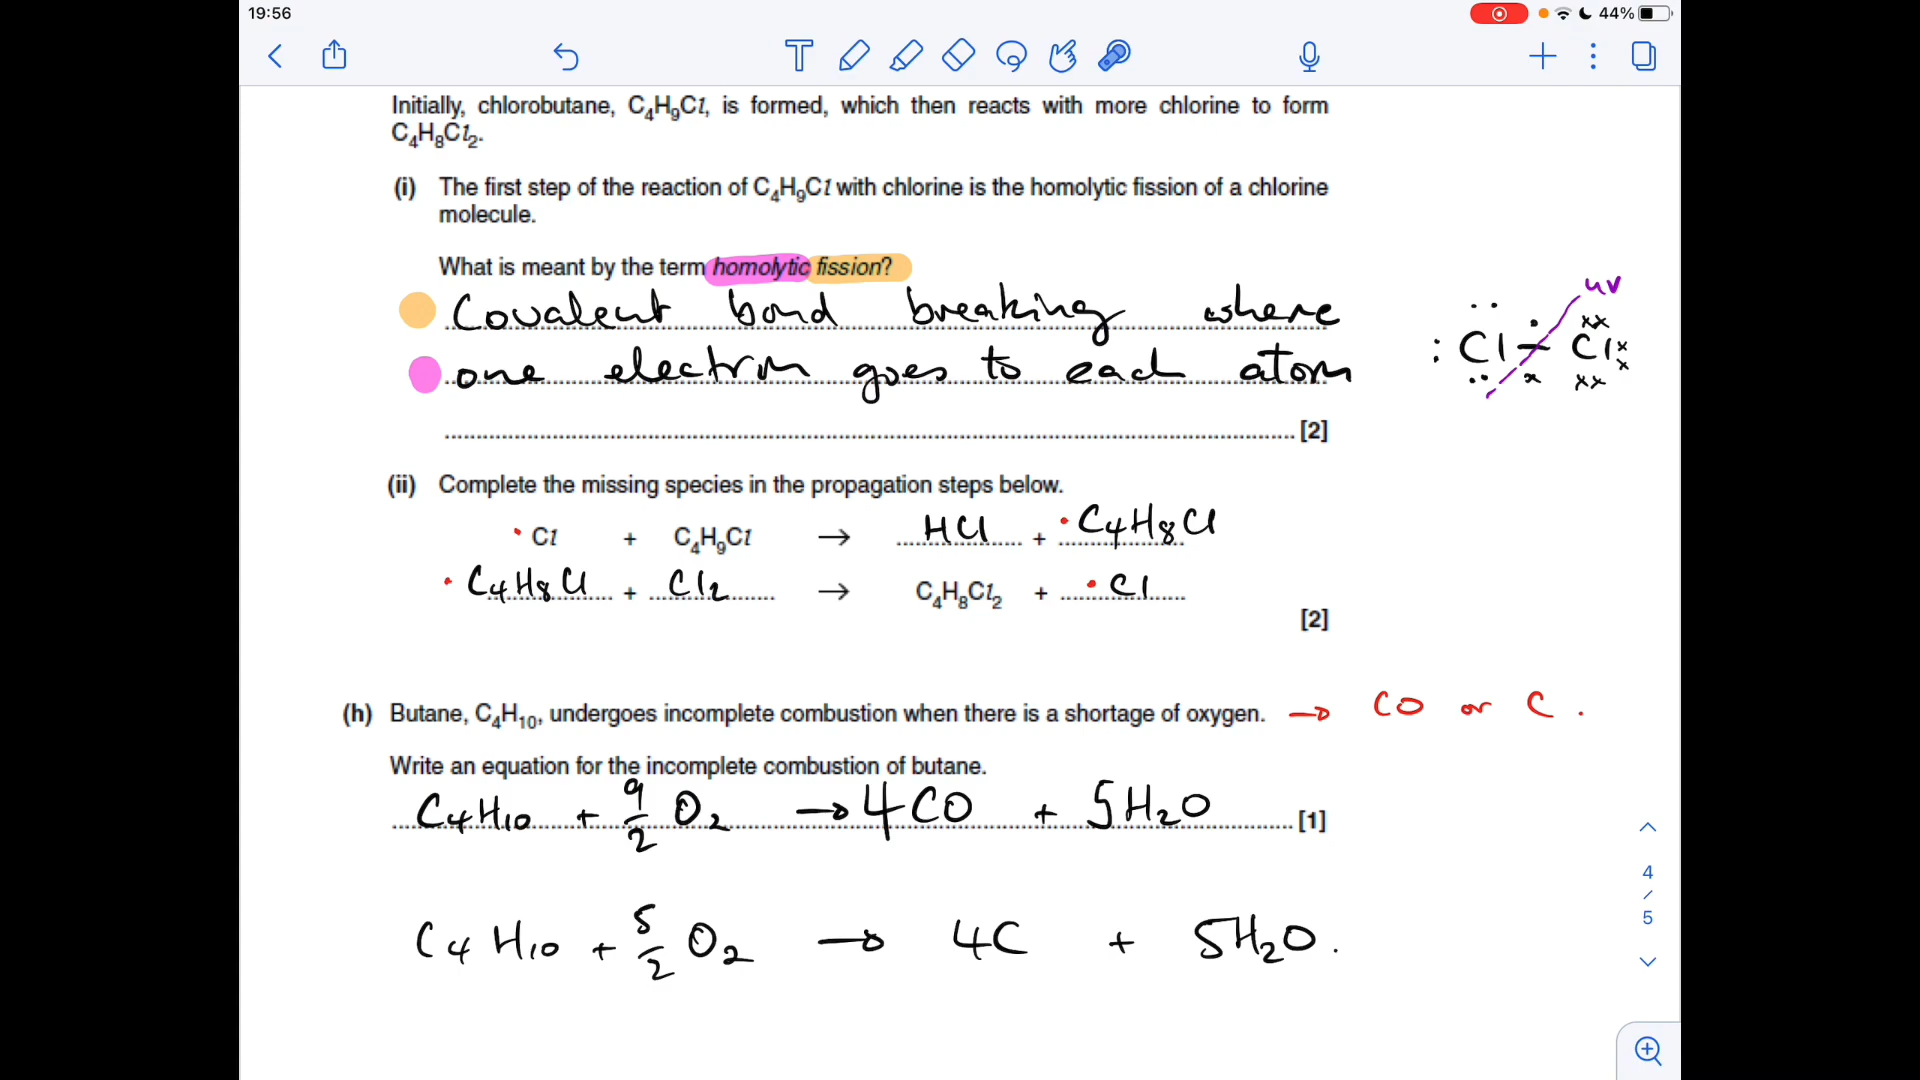 19:56
44%
Initially, chlorobutane, C₄H₉Cl, is formed, which then reacts with more chlorine to form
C₄H₈Cl₂.
(i) The first step of the reaction of C₄H₉Cl with chlorine is the homolytic fission of a chlorine
molecule.
What is meant by the term homolytic fission?
Covalent bond breaking where
one electron goes to each atom
[2]
uv
Cl – Cl
(ii) Complete the missing species in the propagation steps below.
•Cl + C₄H₉Cl → HCl + •C₄H₈Cl
•C₄H₈Cl + Cl₂ → C₄H₈Cl₂ + •Cl
[2]
(h) Butane, C₄H₁₀, undergoes incomplete combustion when there is a shortage of oxygen. → CO or C.
Write an equation for the incomplete combustion of butane.
C₄H₁₀ + 9/2 O₂ → 4CO + 5H₂O [1]
C₄H₁₀ + 5/2 O₂ → 4C + 5H₂O.
4
/
5